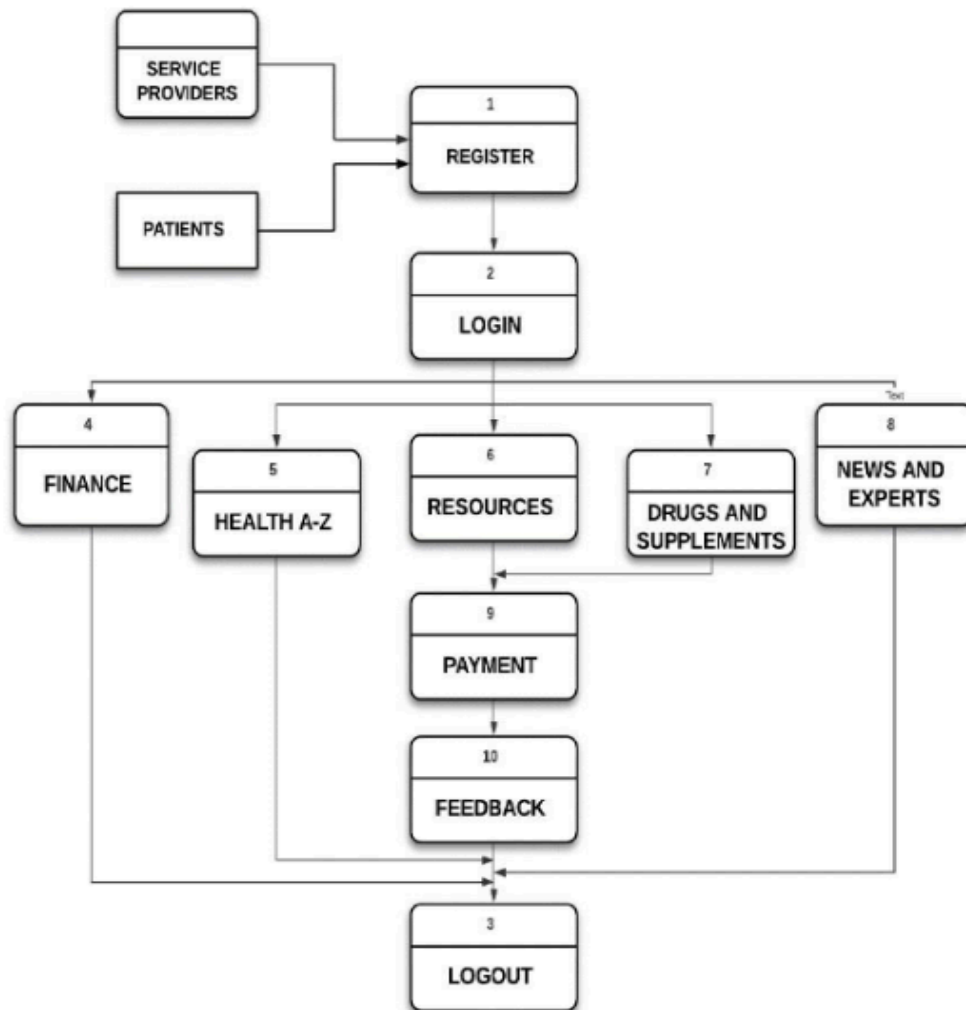 SERVICE
PROVIDERS
1
REGISTER
PATIENTS
2
LOGIN
Text
4
FINANCE
5
HEALTH A-Z
6
RESOURCES
7
DRUGS AND
SUPPLEMENTS
8
NEWS AND
EXPERTS
9
PAYMENT
10
FEEDBACK
3
LOGOUT